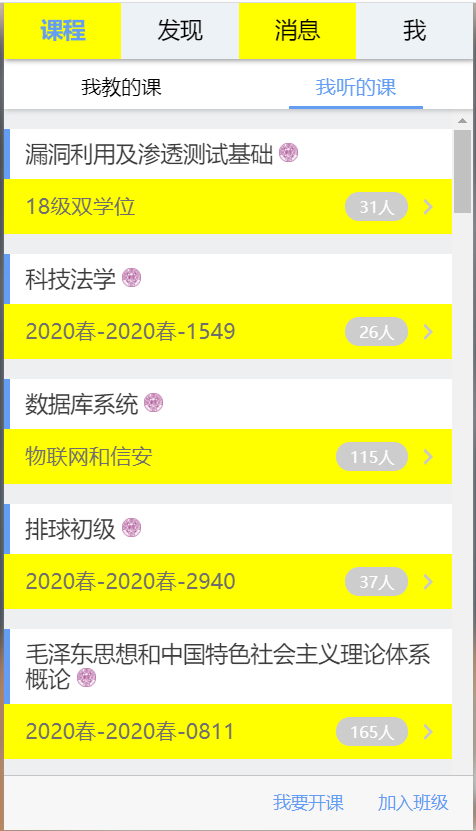 课程 发现 消息 我
我教的课 我听的课
漏洞利用及渗透测试基础
18级双学位 31人
科技法学
2020春-2020春-1549 26人
数据库系统
物联网和信安 115人
排球初级
2020春-2020春-2940 37人
毛泽东思想和中国特色社会主义理论体系
概论
2020春-2020春-0811 165人
我要开课 加入班级